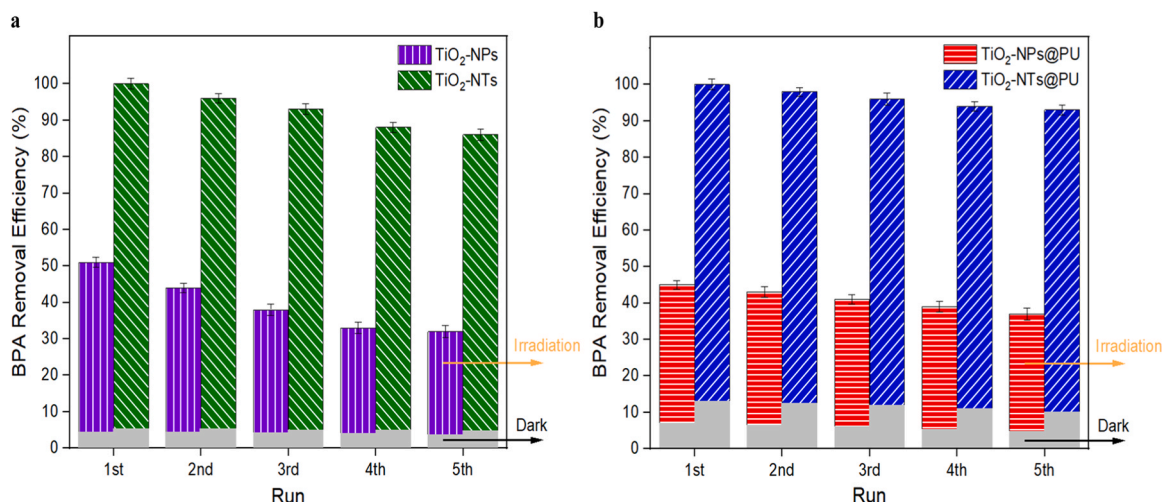 a
TiO₂-NPs
TiO₂-NTs
BPA Removal Efficiency (%)
100
90
80
70
60
50
40
30
20
10
0
Irradiation
Dark
1st 2nd 3rd 4th 5th
Run
b
TiO₂-NPs@PU
TiO₂-NTs@PU
BPA Removal Efficiency (%)
100
90
80
70
60
50
40
30
20
10
0
Irradiation
Dark
1st 2nd 3rd 4th 5th
Run